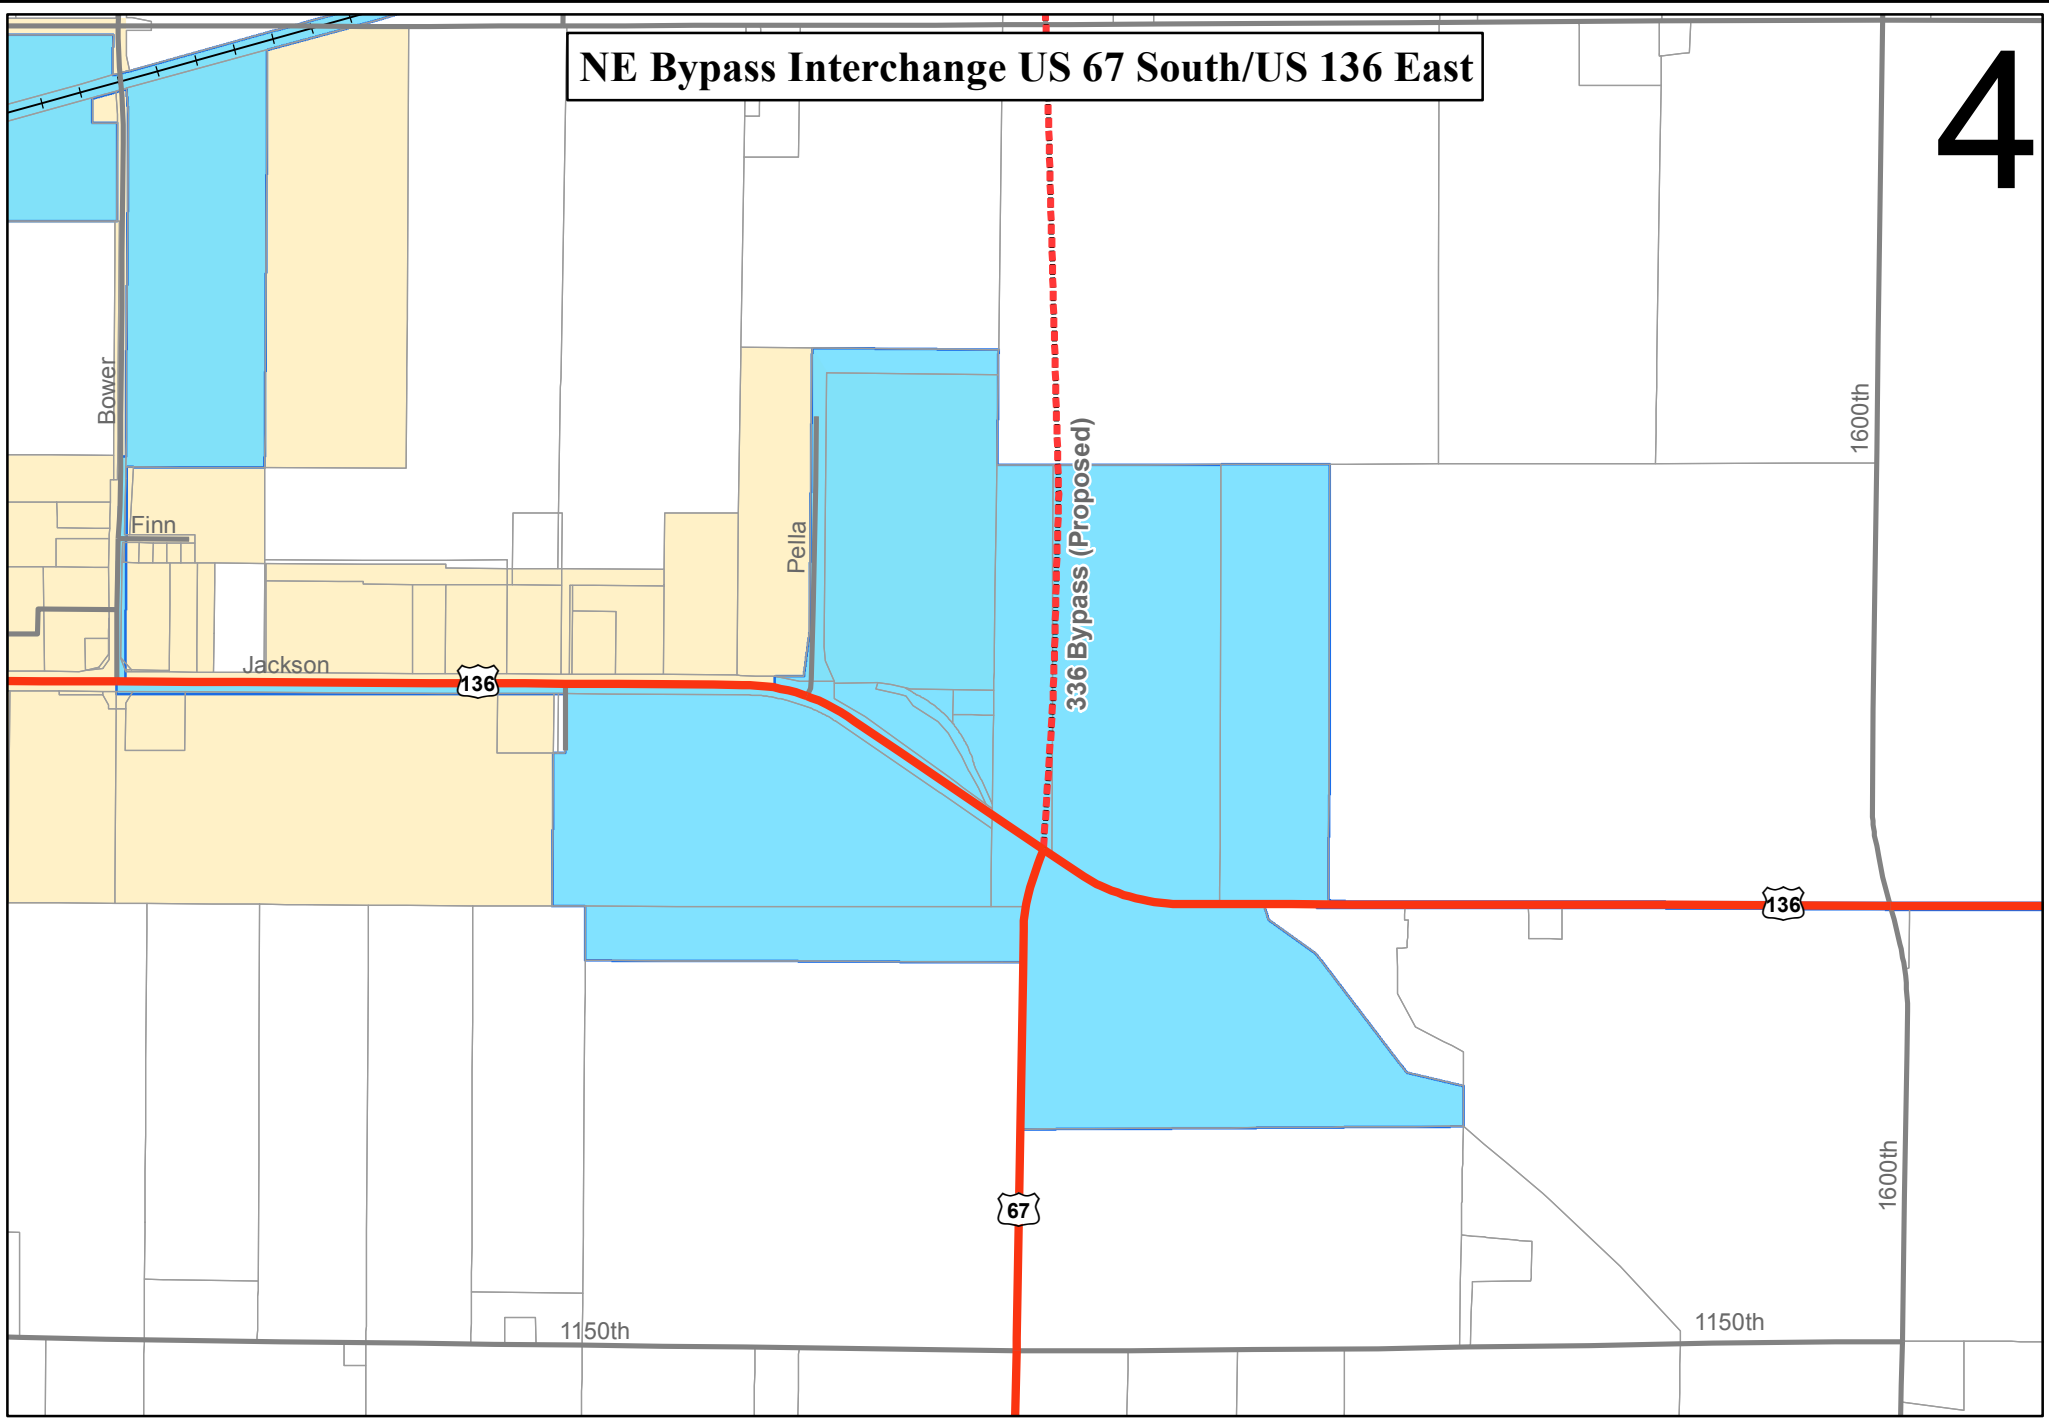 NE Bypass Interchange US 67 South/US 136 East
4
Bower
1600th
336 Bypass (Proposed)
Finn
Pella
Jackson
136
136
1600th
67
1150th
1150th